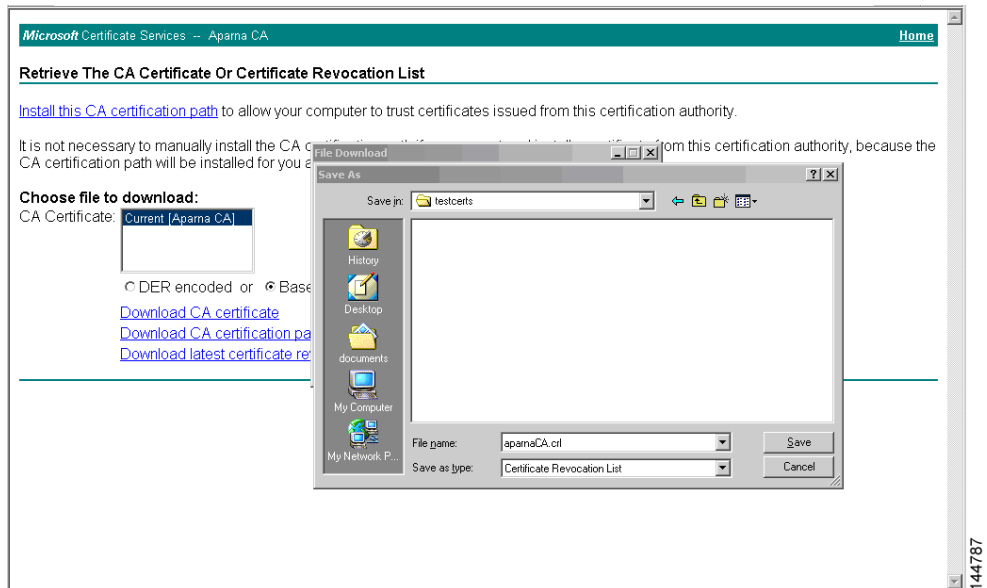 Microsoft Certificate Services -- Aparna CA Home
Retrieve The CA Certificate Or Certificate Revocation List
Install this CA certification path to allow your computer to trust certificates issued from this certification authority.
It is not necessary to manually install the CA from this certification authority, because the
CA certification path will be installed for you
File Download
Save As
Save in: testcerts
Choose file to download:
CA Certificate: Current [Aparna CA]
DER encoded or Base
Download CA certificate
Download CA certification pa
Download latest certificate re
History
Desktop
documents
My Computer
My Network P...
File name: aparnaCA.crl Save
Save as type: Certificate Revocation List Cancel
144787